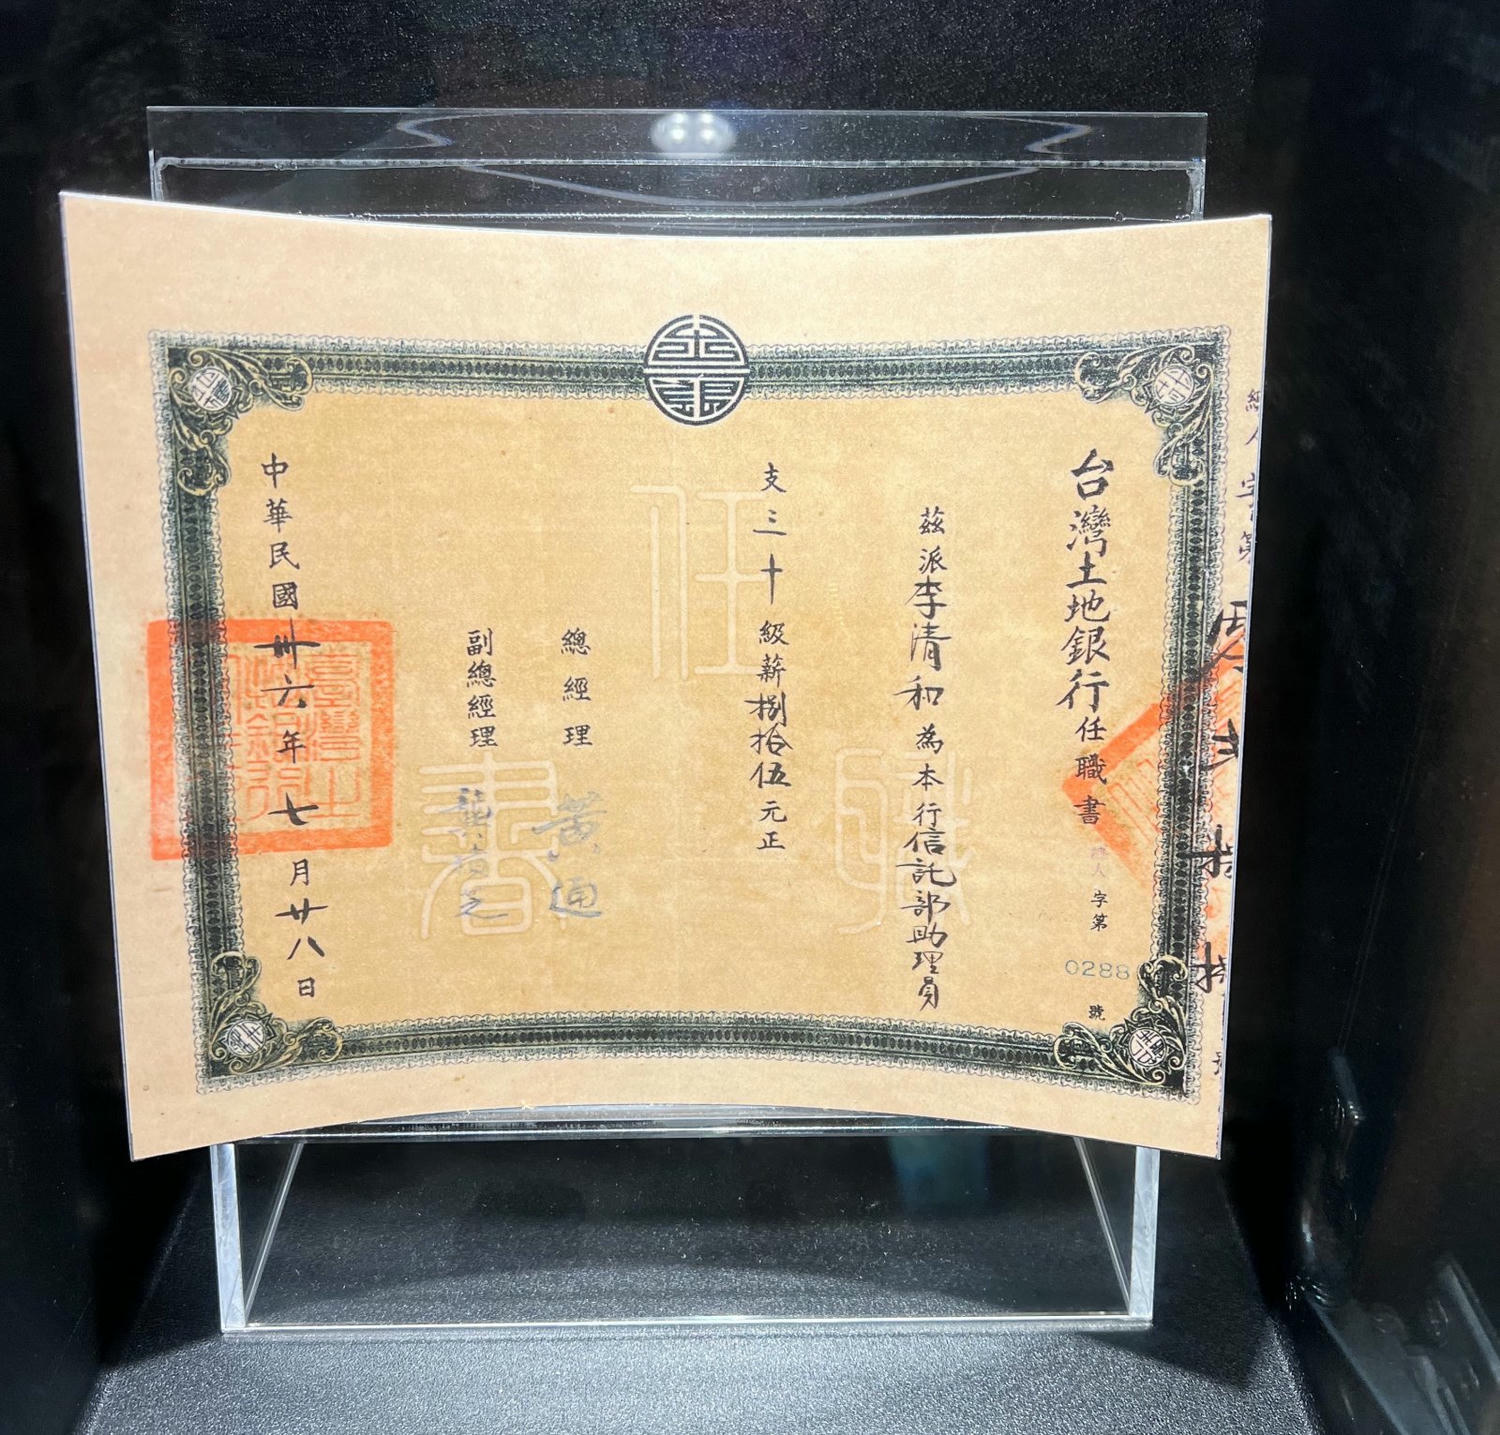 台灣土地銀行任職書 字第 0288 號
茲派李清和為本行信託部助理員
支三十級薪捌拾伍元正
任職書
總經理 黃通
副總經理
中華民國卅六年七月廿八日